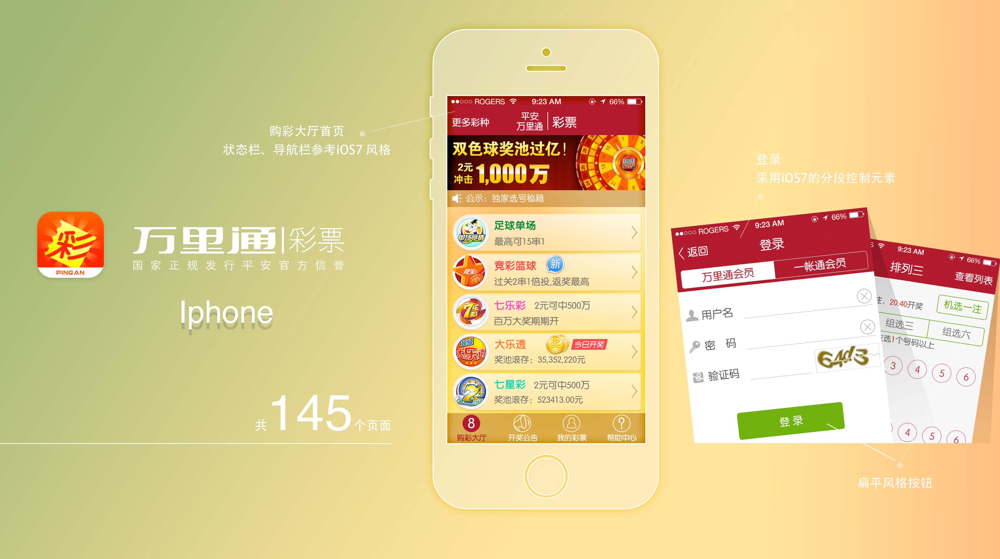 购彩大厅首页
状态栏、导航栏参考iOS7 风格
彩
PINGAN
万里通|彩票
国家正规发行平安官方信誉
Iphone
共145个页面
ROGERS 9:23 AM 66%
更多彩种
平安
万里通
彩票
双色球奖池过亿！
2元
冲击
1,000万
公示：独家选号秘籍
单场竞猜
足球单场
最高可15串1
竞彩
竞彩篮球 新
过关2串1倍投,返奖最高
7乐彩
七乐彩 2元可中500万
百万大奖期期开
超级
大乐透
大乐透 奖 今日开奖
奖池滚存：35,352,220元
七星彩 2元可中500万
奖池滚存：523413.00元
8
购彩大厅 开奖公告 我的彩票 帮助中心
登录
采用iOS7的分段控制元素
ROGERS 9:23 AM 66%
返回 登录
万里通会员 一帐通会员
用户名
密 码
验证码
登录
S 9:23 AM 66%
排列三 查看列表
注，20:40开奖 机选一注
组选三 组选六
选1个号码以上
3 4 5 6
4 5 6
扁平风格按钮